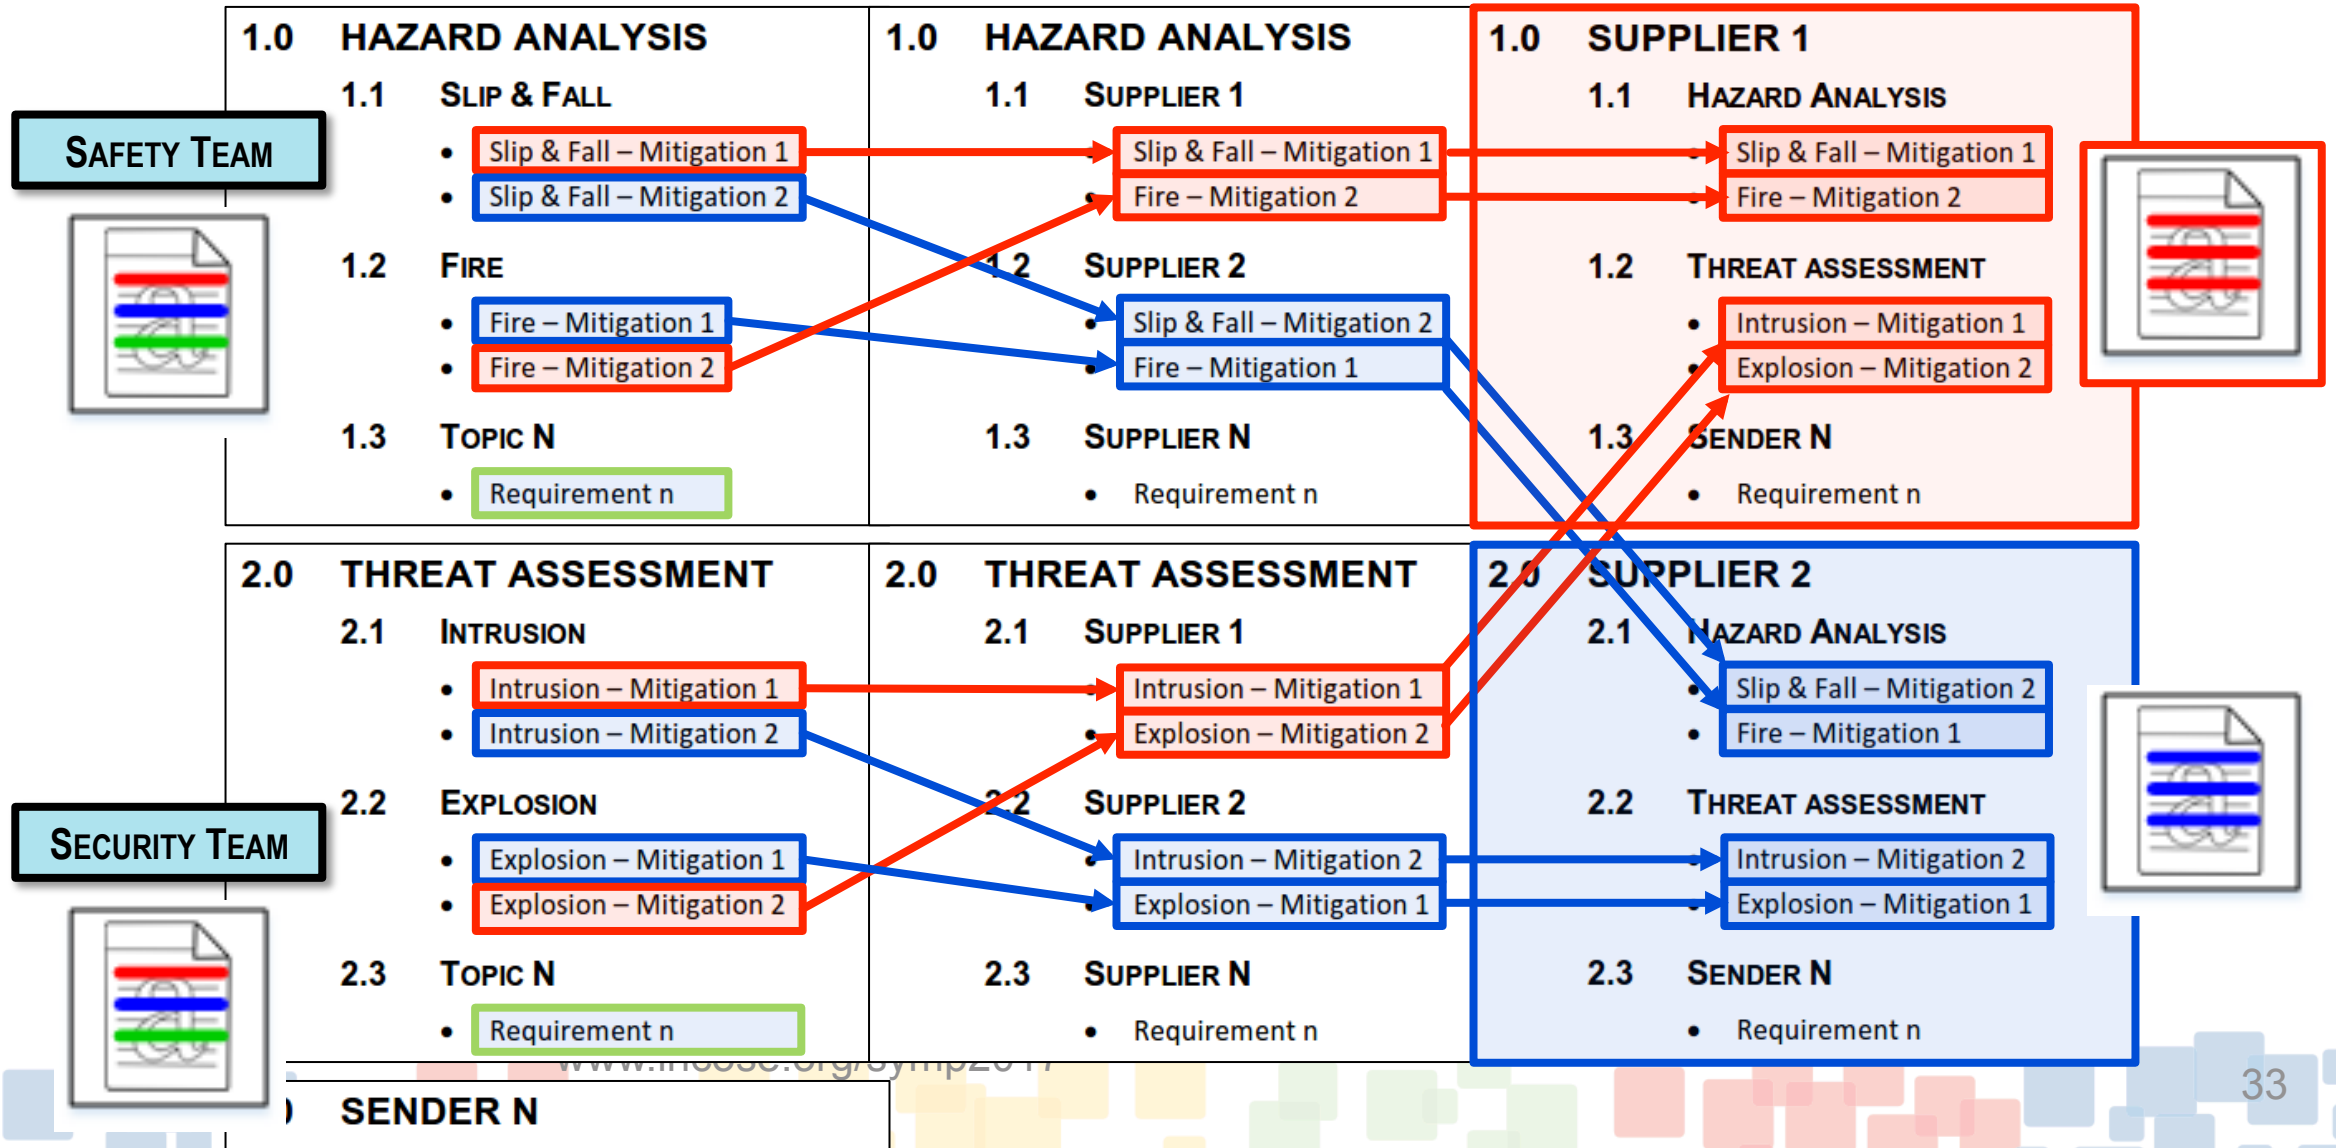 SAFETY TEAM
1.0 HAZARD ANALYSIS
1.1 SLIP & FALL
• Slip & Fall – Mitigation 1
• Slip & Fall – Mitigation 2
1.2 FIRE
• Fire – Mitigation 1
• Fire – Mitigation 2
1.3 TOPIC N
• Requirement n
1.0 HAZARD ANALYSIS
1.1 SUPPLIER 1
Slip & Fall – Mitigation 1
Fire – Mitigation 2
1.2 SUPPLIER 2
• Slip & Fall – Mitigation 2
• Fire – Mitigation 1
1.3 SUPPLIER N
• Requirement n
1.0 SUPPLIER 1
1.1 HAZARD ANALYSIS
Slip & Fall – Mitigation 1
Fire – Mitigation 2
1.2 THREAT ASSESSMENT
• Intrusion – Mitigation 1
• Explosion – Mitigation 2
1.3 SENDER N
• Requirement n
SECURITY TEAM
2.0 THREAT ASSESSMENT
2.1 INTRUSION
• Intrusion – Mitigation 1
• Intrusion – Mitigation 2
2.2 EXPLOSION
• Explosion – Mitigation 1
• Explosion – Mitigation 2
2.3 TOPIC N
• Requirement n
2.0 THREAT ASSESSMENT
2.1 SUPPLIER 1
Intrusion – Mitigation 1
• Explosion – Mitigation 2
2.2 SUPPLIER 2
Intrusion – Mitigation 2
Explosion – Mitigation 1
2.3 SUPPLIER N
• Requirement n
2.0 SUPPLIER 2
2.1 HAZARD ANALYSIS
• Slip & Fall – Mitigation 2
• Fire – Mitigation 1
2.2 THREAT ASSESSMENT
Intrusion – Mitigation 2
Explosion – Mitigation 1
2.3 SENDER N
• Requirement n
www.incose.org/symp2017
SENDER N
33